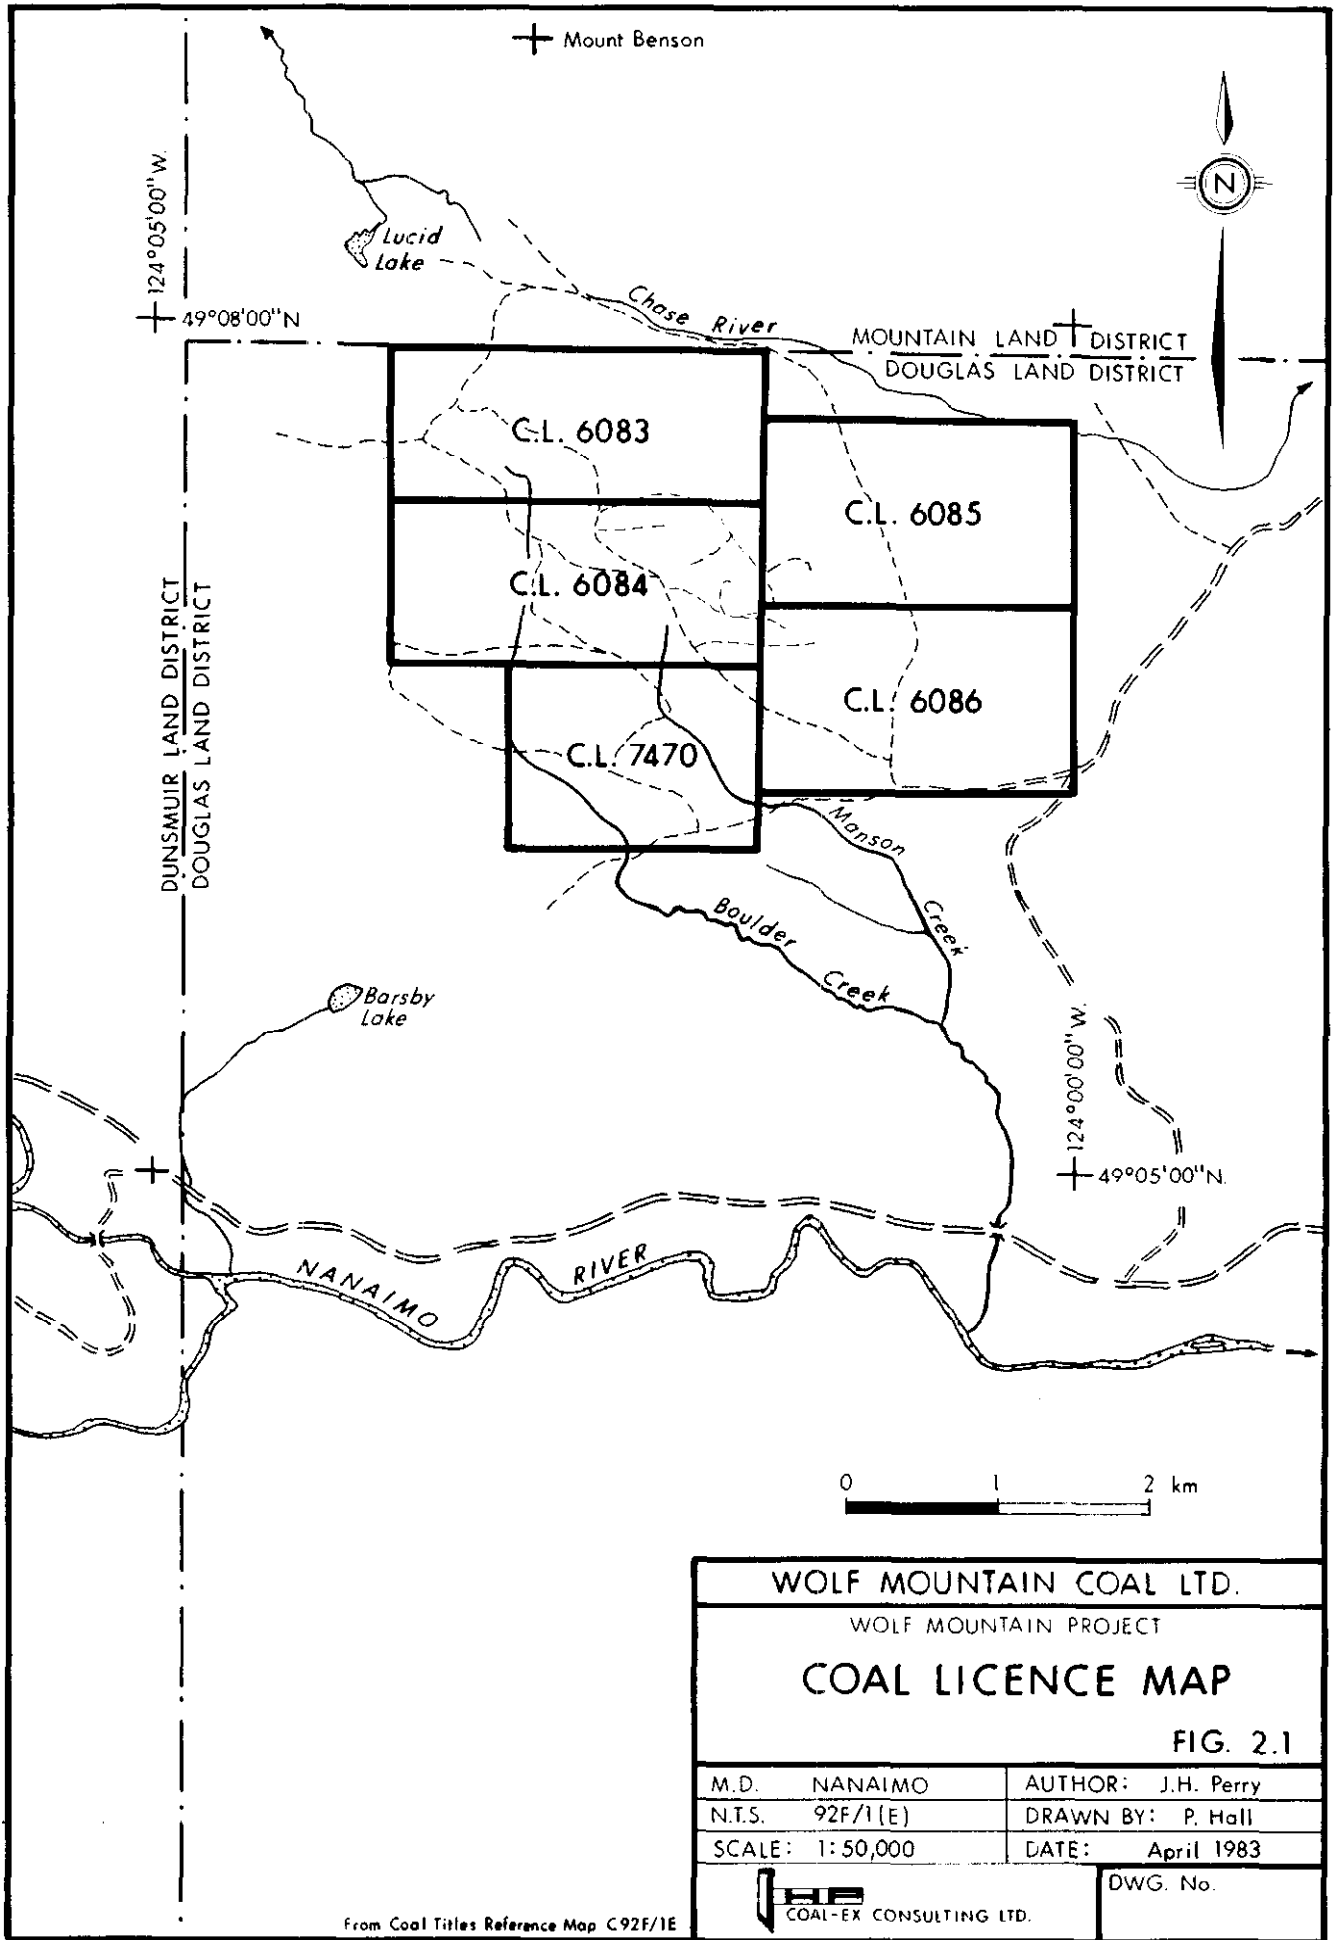 Mount Benson
124°05'00" W.
N
Lucid
Lake
49°08'00"N
Chase River
MOUNTAIN LAND DISTRICT
DOUGLAS LAND DISTRICT
C.L. 6083
C.L. 6085
C.L. 6084
DUNSMUIR LAND DISTRICT
DOUGLAS LAND DISTRICT
C.L. 6086
C.L. 7470
Manson Creek
Boulder Creek
Barsby
Lake
124°00'00" W.
49°05'00"N.
NANAIMO RIVER
0 1 2 km
WOLF MOUNTAIN COAL LTD.
WOLF MOUNTAIN PROJECT
COAL LICENCE MAP
FIG. 2.1
M.D. NANAIMO
AUTHOR: J.H. Perry
N.T.S. 92F/1(E)
DRAWN BY: P. Hall
SCALE: 1:50,000
DATE: April 1983
DWG. No.
COAL-EX CONSULTING LTD.
From Coal Titles Reference Map C92F/1E